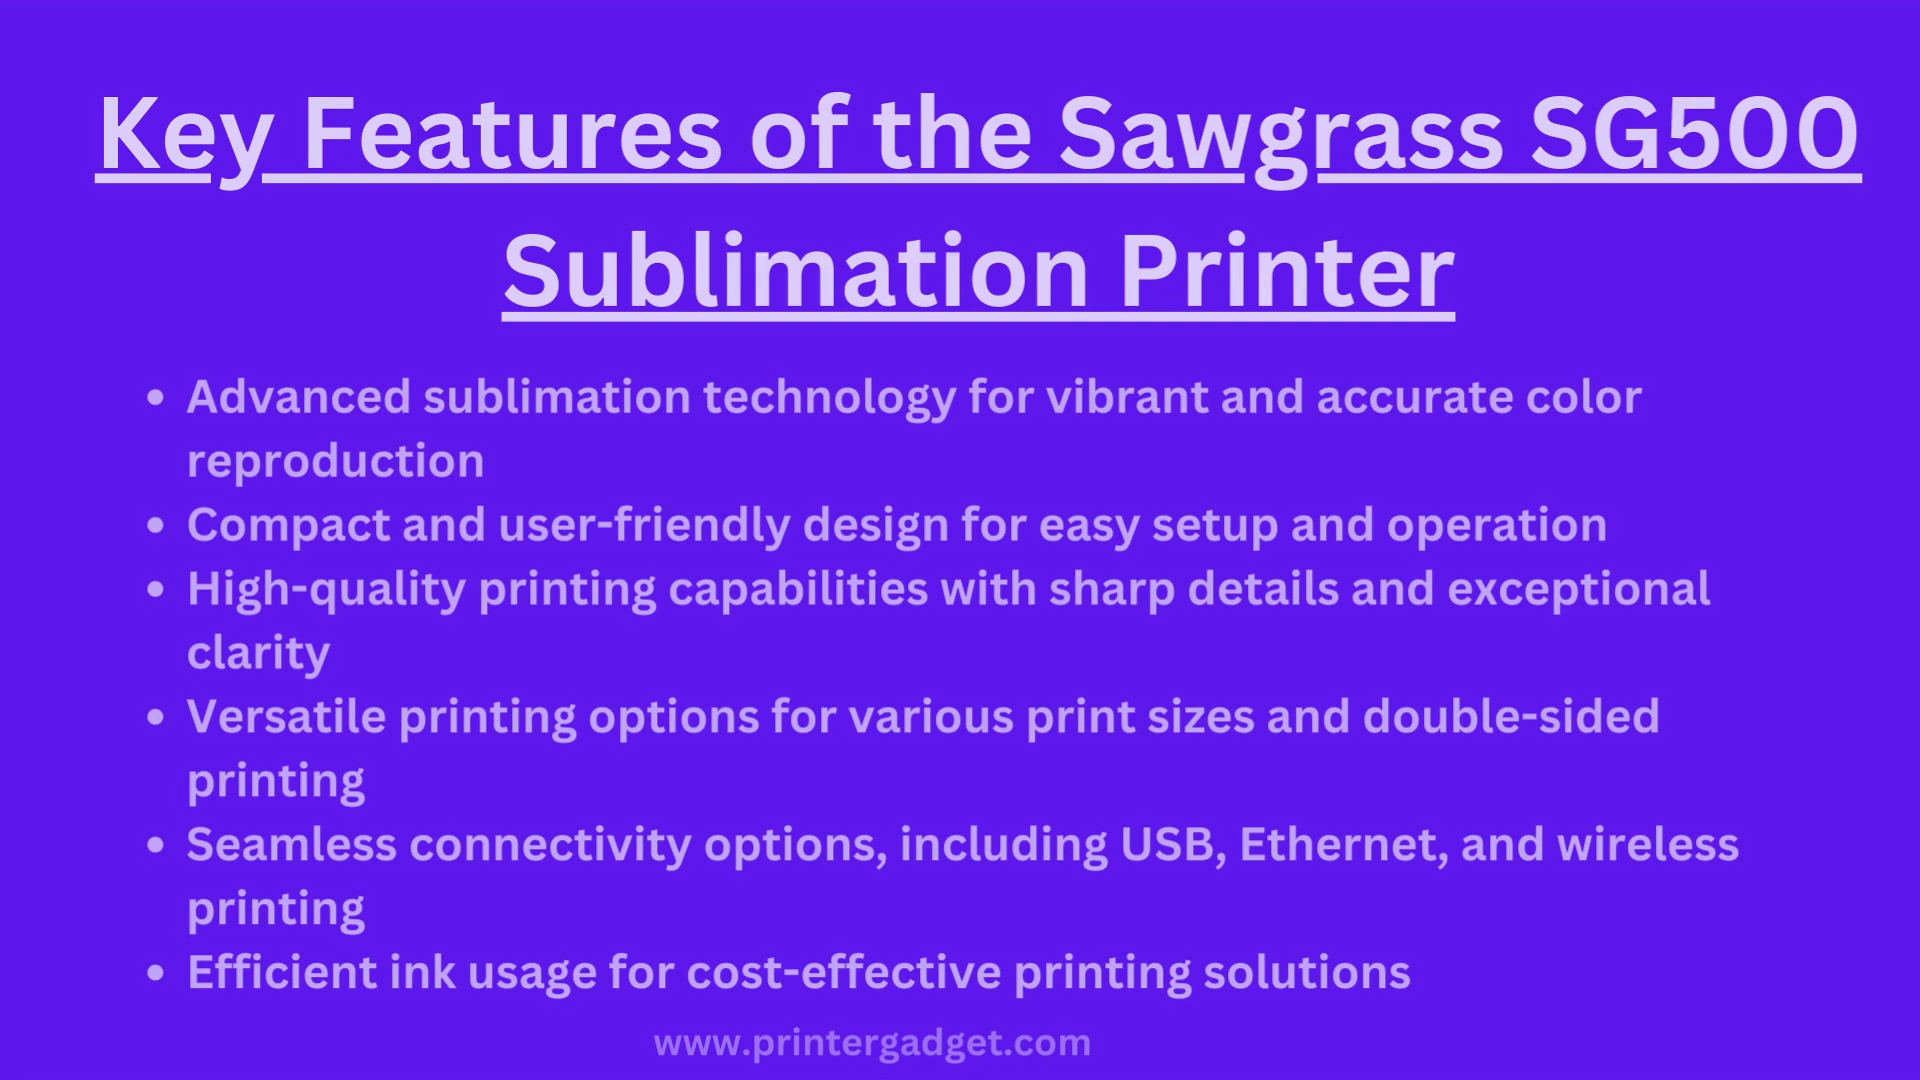 Key Features of the Sawgrass SG500
Sublimation Printer
• Advanced sublimation technology for vibrant and accurate color
reproduction
• Compact and user-friendly design for easy setup and operation
• High-quality printing capabilities with sharp details and exceptional
clarity
• Versatile printing options for various print sizes and double-sided
printing
• Seamless connectivity options, including USB, Ethernet, and wireless
printing
• Efficient ink usage for cost-effective printing solutions
www.printergadget.com